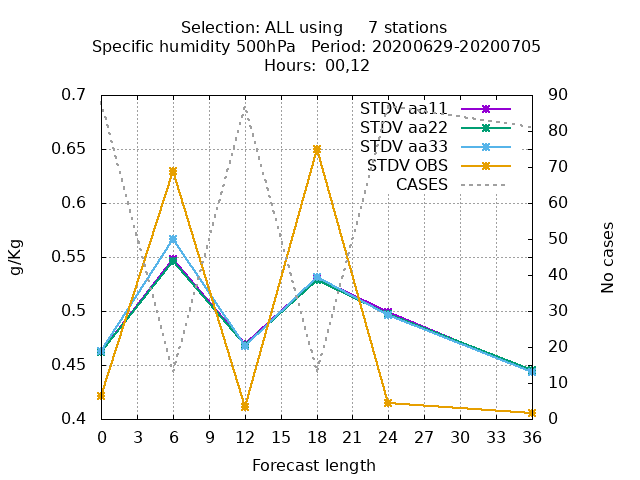 Selection: ALL using     7 stations
Specific humidity 500hPa   Period: 20200629-20200705
Hours: 00,12
0.7
0.65
0.6
0.55
0.5
0.45
0.4
g/Kg
STDV aa11
STDV aa22
STDV aa33
STDV OBS
CASES
90
80
70
60
50
40
30
20
10
0
No cases
0 3 6 9 12 15 18 21 24 27 30 33 36
Forecast length